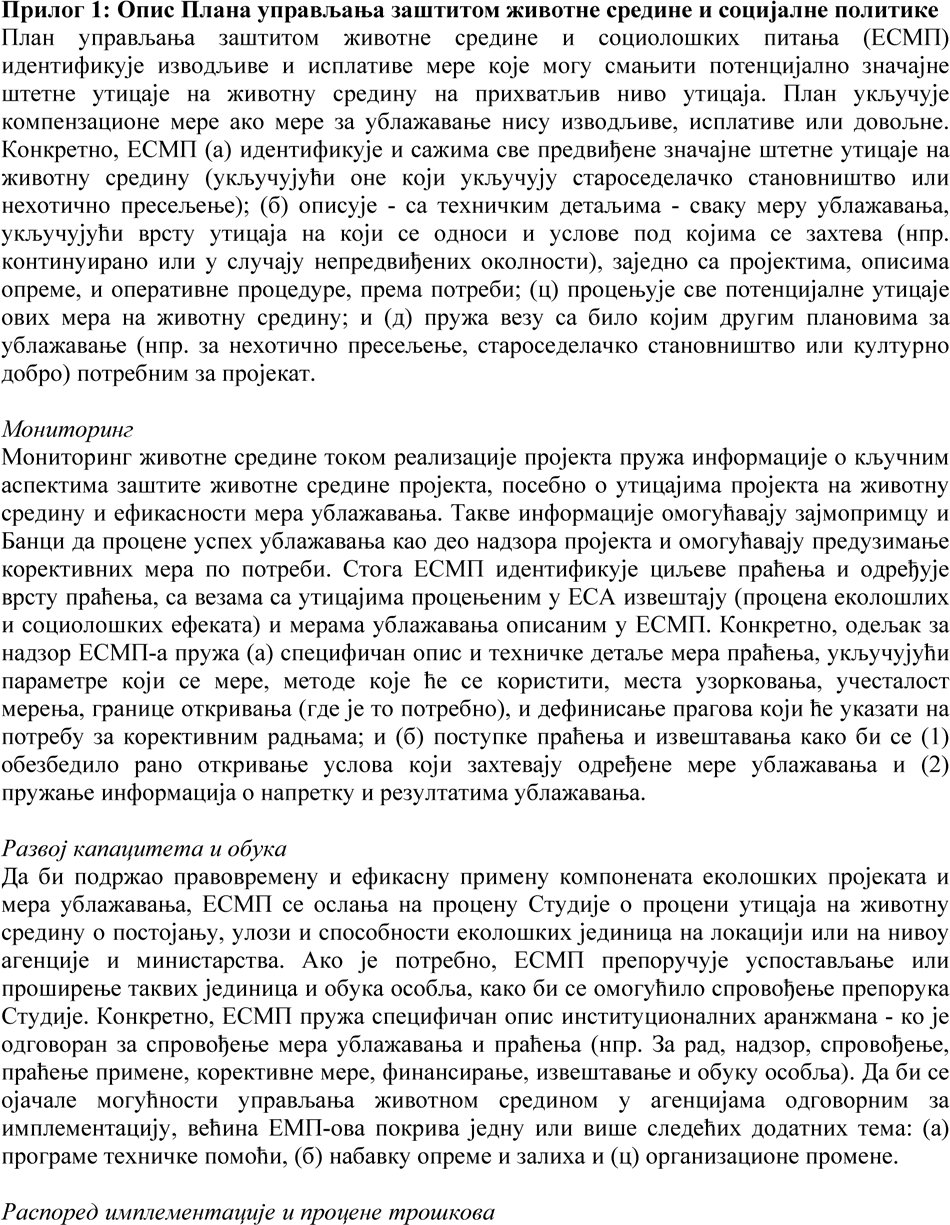 Прилог 1: Опис Плана управљања заштитом животне средине и социјалне политике
План управљања заштитом животне средине и социолошких питања (ЕСМП)
идентификује изводљиве и исплативе мере које могу смањити потенцијално значајне
штетне утицаје на животну средину на прихватљив ниво утицаја. План укључује
компензационе мере ако мере за ублажавање нису изводљиве, исплативе или довољне.
Конкретно, ЕСМП (а) идентификује и сажима све предвиђене значајне штетне утицаје на
животну средину (укључујући оне који укључују староседелачко становништво или
нехотично пресељење); (б) описује - са техничким детаљима - сваку меру ублажавања,
укључујући врсту утицаја на који се односи и услове под којима се захтева (нпр.
континуирано или у случају непредвиђених околности), заједно са пројектима, описима
опреме, и оперативне процедуре, према потреби; (ц) процењује све потенцијалне утицаје
ових мера на животну средину; и (д) пружа везу са било којим другим плановима за
ублажавање (нпр. за нехотично пресељење, староседелачко становништво или културно
добро) потребним за пројекат.
Мониторинг
Мониторинг животне средине током реализације пројекта пружа информације о кључним
аспектима заштите животне средине пројекта, посебно о утицајима пројекта на животну
средину и ефикасности мера ублажавања. Такве информације омогућавају зајмопримцу и
Банци да процене успех ублажавања као део надзора пројекта и омогућавају предузимање
корективних мера по потреби. Стога ЕСМП идентификује циљеве праћења и одређује
врсту праћења, са везама са утицајима процењеним у ЕСА извештају (процена еколошлих
и социолошких ефеката) и мерама ублажавања описаним у ЕСМП. Конкретно, одељак за
надзор ЕСМП-а пружа (а) специфичан опис и техничке детаље мера праћења, укључујући
параметре који се мере, методе које ће се користити, места узорковања, учесталост
мерења, границе откривања (где је то потребно), и дефинисање прагова који ће указати на
потребу за корективним радњама; и (б) поступке праћења и извештавања како би се (1)
обезбедило рано откривање услова који захтевају одређене мере ублажавања и (2)
пружање информација о напретку и резултатима ублажавања.
Развој капацитета и обука
Да би подржао правовремену и ефикасну примену компонената еколошких пројеката и
мера ублажавања, ЕСМП се ослања на процену Студије о процени утицаја на животну
средину о постојању, улози и способности еколошких јединица на локацији или на нивоу
агенције и министарства. Ако је потребно, ЕСМП препоручује успостављање или
проширење таквих јединица и обука особља, како би се омогућило спровођење препорука
Студије. Конкретно, ЕСМП пружа специфичан опис институционалних аранжмана - ко је
одговоран за спровођење мера ублажавања и праћења (нпр. За рад, надзор, спровођење,
праћење примене, корективне мере, финансирање, извештавање и обуку особља). Да би се
ојачале могућности управљања животном средином у агенцијама одговорним за
имплементацију, већина ЕМП-ова покрива једну или више следећих додатних тема: (а)
програме техничке помоћи, (б) набавку опреме и залиха и (ц) организационе промене.
Распоред имплементације и процене трошкова